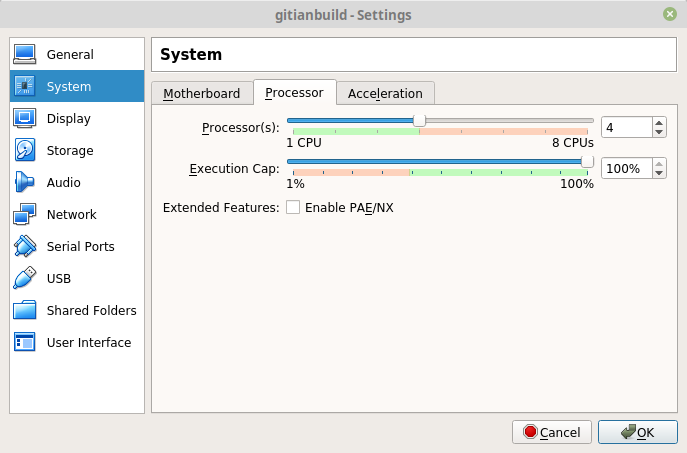 gitianbuild - Settings
General
System
Display
Storage
Audio
Network
Serial Ports
USB
Shared Folders
User Interface
System
Motherboard Processor Acceleration
Processor(s): 4
1 CPU 8 CPUs
Execution Cap: 100%
1% 100%
Extended Features: Enable PAE/NX
Cancel OK